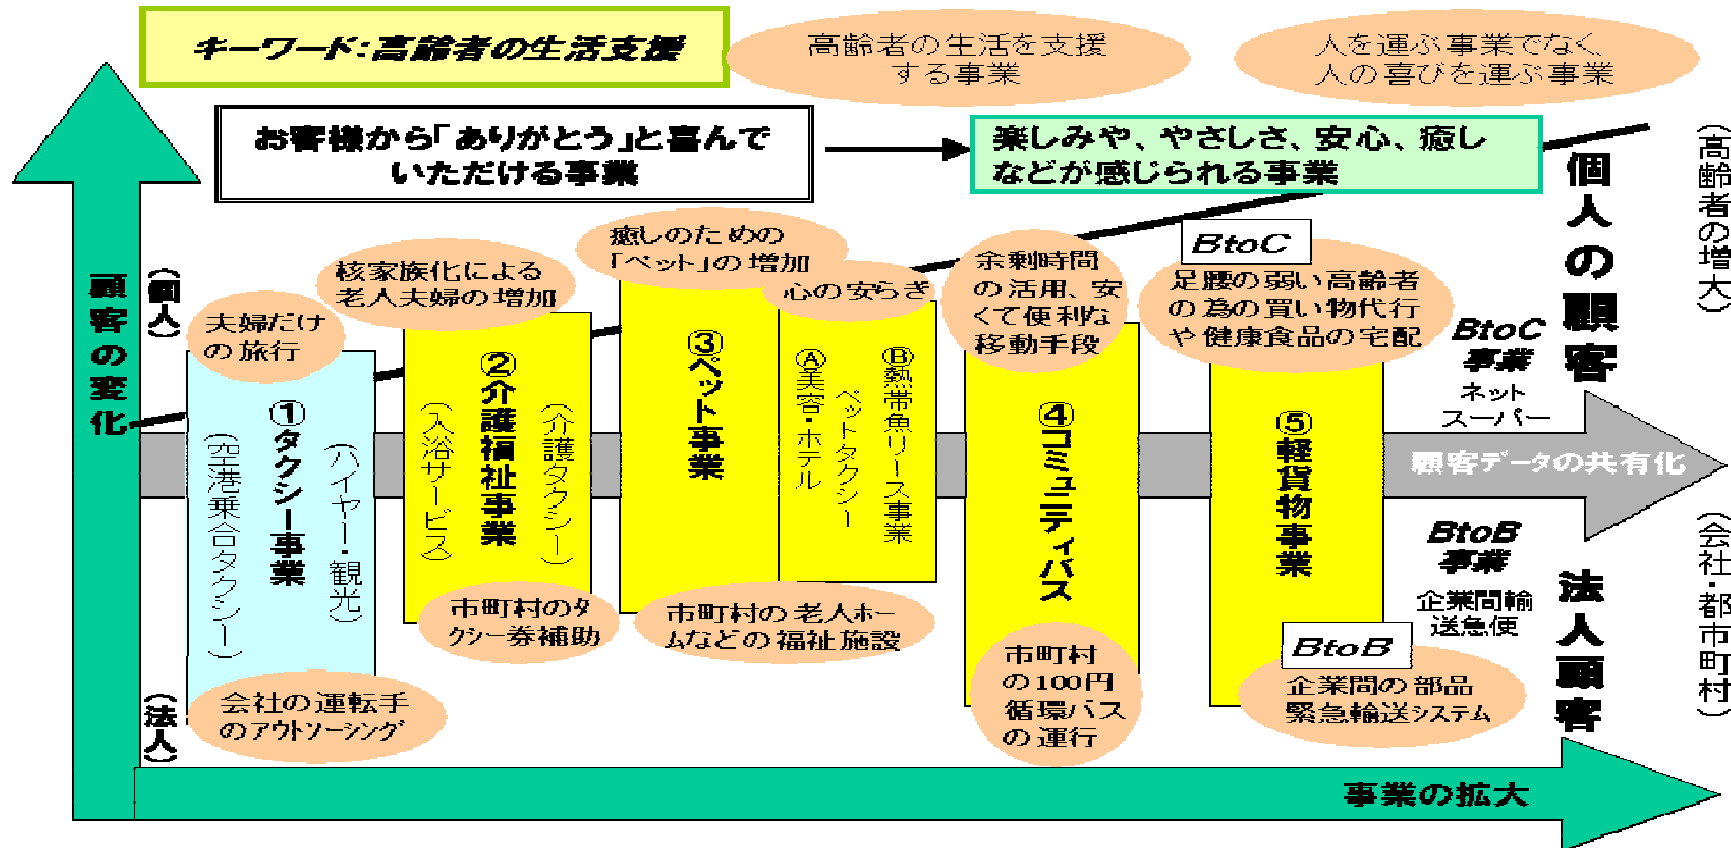 キーワード:高齢者の生活支援
高齢者の生活を支援
する事業
人を運ぶ事業でなく、
人の喜びを運ぶ事業
お客様から「ありがとう」と喜んで
いただける事業
楽しみや、やさしさ、安心、癒し
などが感じられる事業
顧客の変化
(個人)
(法人)
夫婦だけ
の旅行
①タクシー事業
(ハイヤー・観光)
(空港乗合タクシー)
会社の運転手
のアウトソーシング
核家族化による
老人夫婦の増加
②介護福祉事業
(介護タクシー)
(入浴サービス)
市町村のタ
クシー券補助
癒しのための
「ペット」の増加
心の安らぎ
③ペット事業
Ⓐ美容・ホテル
ペットタクシー
Ⓑ熱帯魚リース事業
市町村の老人ホー
ムなどの福祉施設
余剰時間
の活用、安
くて便利な
移動手段
④コミュニティバス
市町村
の100円
循環バス
の運行
BtoC
足腰の弱い高齢者
の為の買い物代行
や健康食品の宅配
⑤軽貨物事業
BtoB
企業間の部品
緊急輸送システム
個人の顧客
(高齢者の増大)
BtoC
事業
ネット
スーパー
顧客データの共有化
BtoB
事業
企業間輸
送急便
法人顧客
(会社・都市町村)
事業の拡大